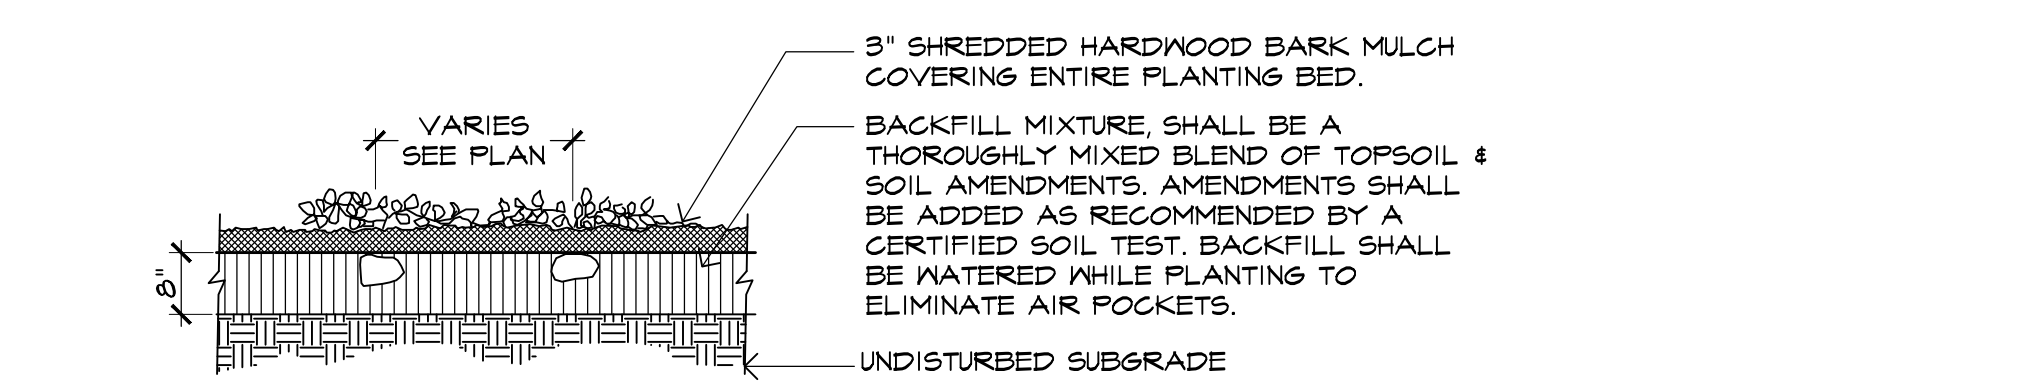 3" SHREDDED HARDWOOD BARK MULCH
COVERING ENTIRE PLANTING BED.
VARIES
SEE PLAN
BACKFILL MIXTURE, SHALL BE A
THOROUGHLY MIXED BLEND OF TOPSOIL &
SOIL AMENDMENTS. AMENDMENTS SHALL
BE ADDED AS RECOMMENDED BY A
CERTIFIED SOIL TEST. BACKFILL SHALL
BE WATERED WHILE PLANTING TO
ELIMINATE AIR POCKETS.
8"
UNDISTURBED SUBGRADE